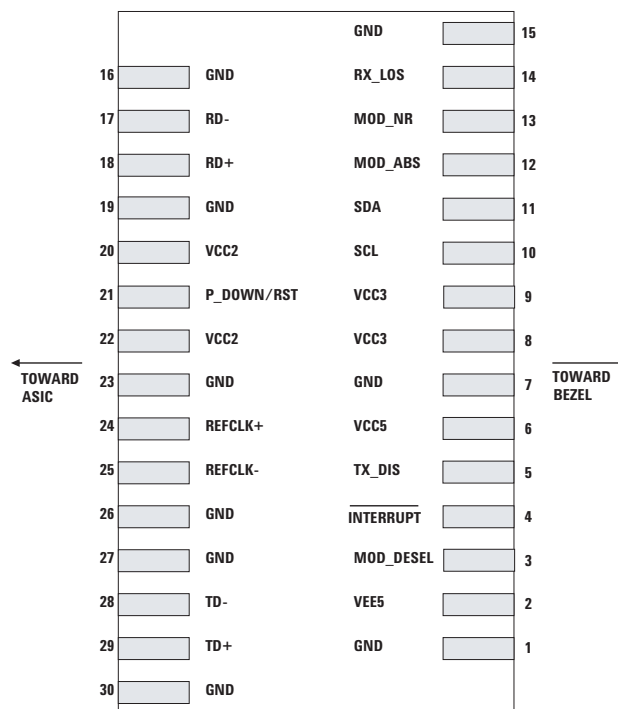 GND 15
16 GND RX_LOS 14
17 RD- MOD_NR 13
18 RD+ MOD_ABS 12
19 GND SDA 11
20 VCC2 SCL 10
21 P_DOWN/RST VCC3 9
22 VCC2 VCC3 8
TOWARD ASIC
23 GND GND 7
TOWARD BEZEL
24 REFCLK+ VCC5 6
25 REFCLK- TX_DIS 5
26 GND INTERRUPT 4
27 GND MOD_DESEL 3
28 TD- VEE5 2
29 TD+ GND 1
30 GND